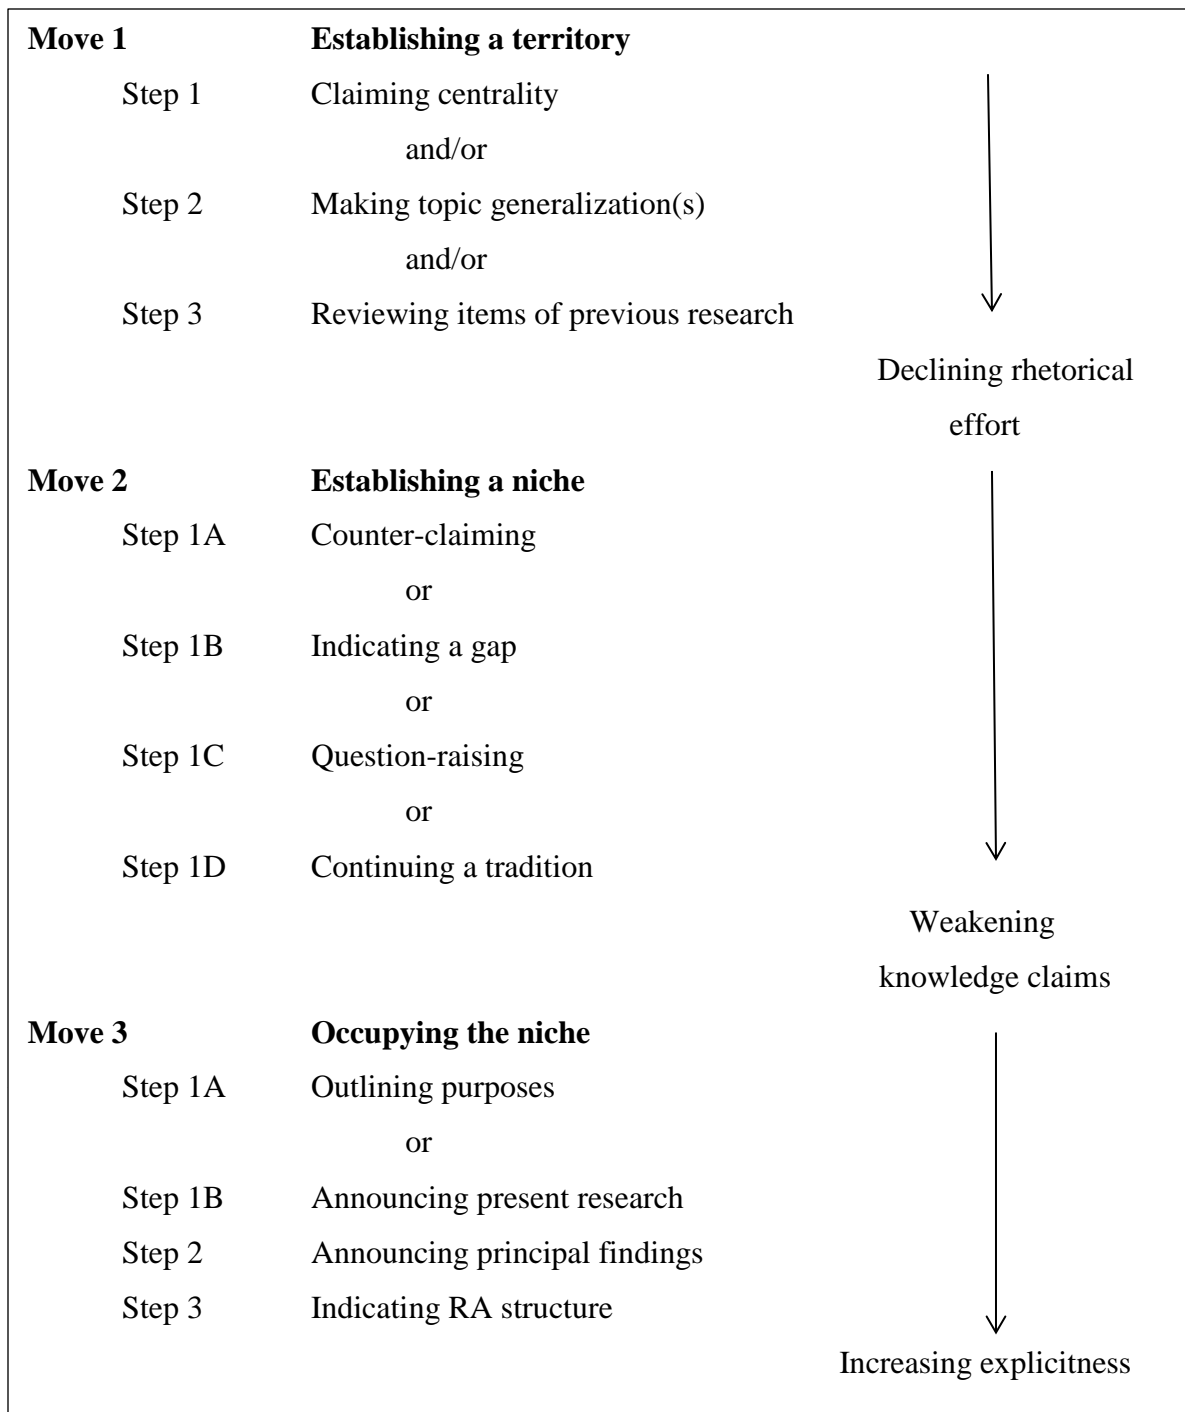 Move 1 Establishing a territory
Step 1 Claiming centrality
and/or
Step 2 Making topic generalization(s)
and/or
Step 3 Reviewing items of previous research
Declining rhetorical
effort
Move 2 Establishing a niche
Step 1A Counter-claiming
or
Step 1B Indicating a gap
or
Step 1C Question-raising
or
Step 1D Continuing a tradition
Weakening
knowledge claims
Move 3 Occupying the niche
Step 1A Outlining purposes
or
Step 1B Announcing present research
Step 2 Announcing principal findings
Step 3 Indicating RA structure
Increasing explicitness